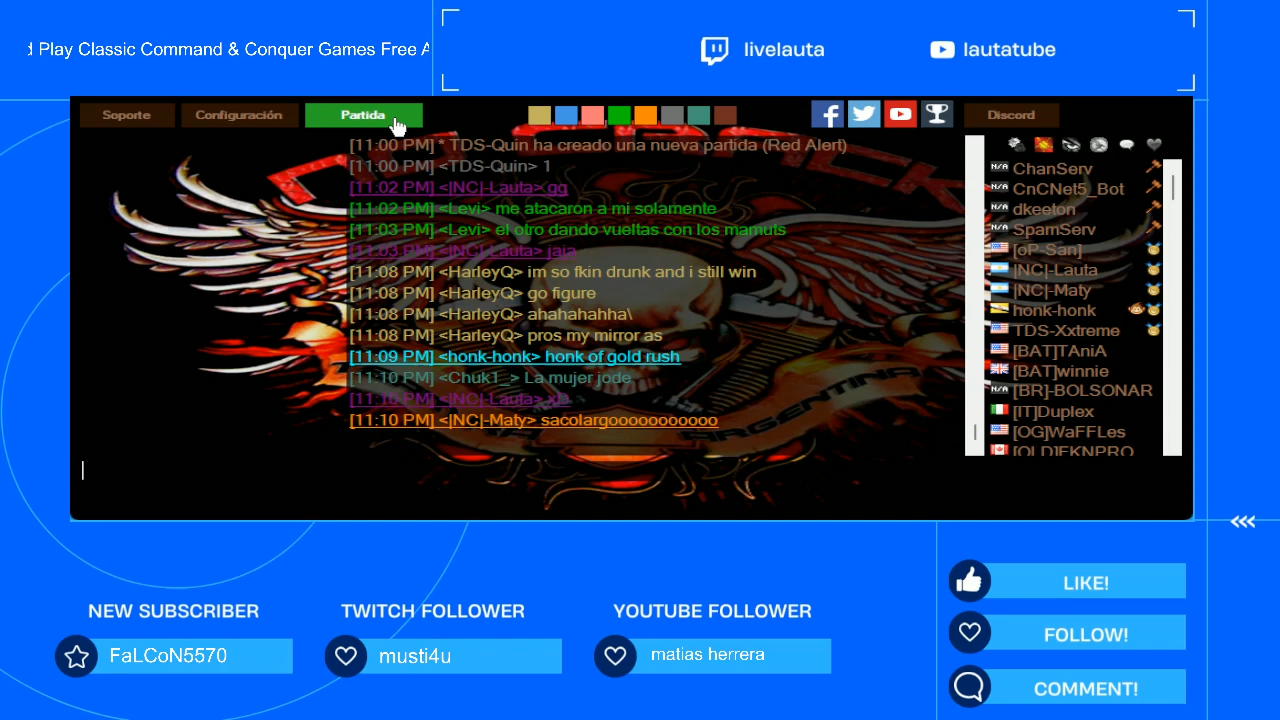 d Play Classic Command & Conquer Games Free A
livelauta
lautatube
Soporte
Configuración
Partida
Discord
[11:00 PM] * TDS-Quin ha creado una nueva partida (Red Alert)
[11:00 PM] <TDS-Quin> 1
[11:02 PM] <|NC|-Lauta> gg
[11:02 PM] <Levi> me atacaron a mi solamente
[11:03 PM] <Levi> el otro dando vueltas con los mamuts
[11:03 PM] <|NC|-Lauta> jaja
[11:08 PM] <HarleyQ> im so fkin drunk and i still win
[11:08 PM] <HarleyQ> go figure
[11:08 PM] <HarleyQ> ahahahahha\
[11:08 PM] <HarleyQ> pros my mirror as
[11:09 PM] <honk-honk> honk of gold rush
[11:10 PM] <Chuk1_> La mujer jode
[11:10 PM] <|NC|-Lauta>
[11:10 PM] <|NC|-Maty> sacolargooooooooooo
ARGENTINA
N/A ChanServ
N/A CnCNet5_Bot
N/A dkeeton
N/A SpamServ
[oP-San]
|NC|-Lauta
|NC|-Maty
honk-honk
TDS-Xxtreme
[BAT]TAniA
[BAT]winnie
N/A [BR]-BOLSONAR
[IT]Duplex
[OG]WaFFLes
[OLD]FKNPRO
NEW SUBSCRIBER
FaLCoN5570
TWITCH FOLLOWER
musti4u
YOUTUBE FOLLOWER
matias herrera
LIKE!
FOLLOW!
COMMENT!